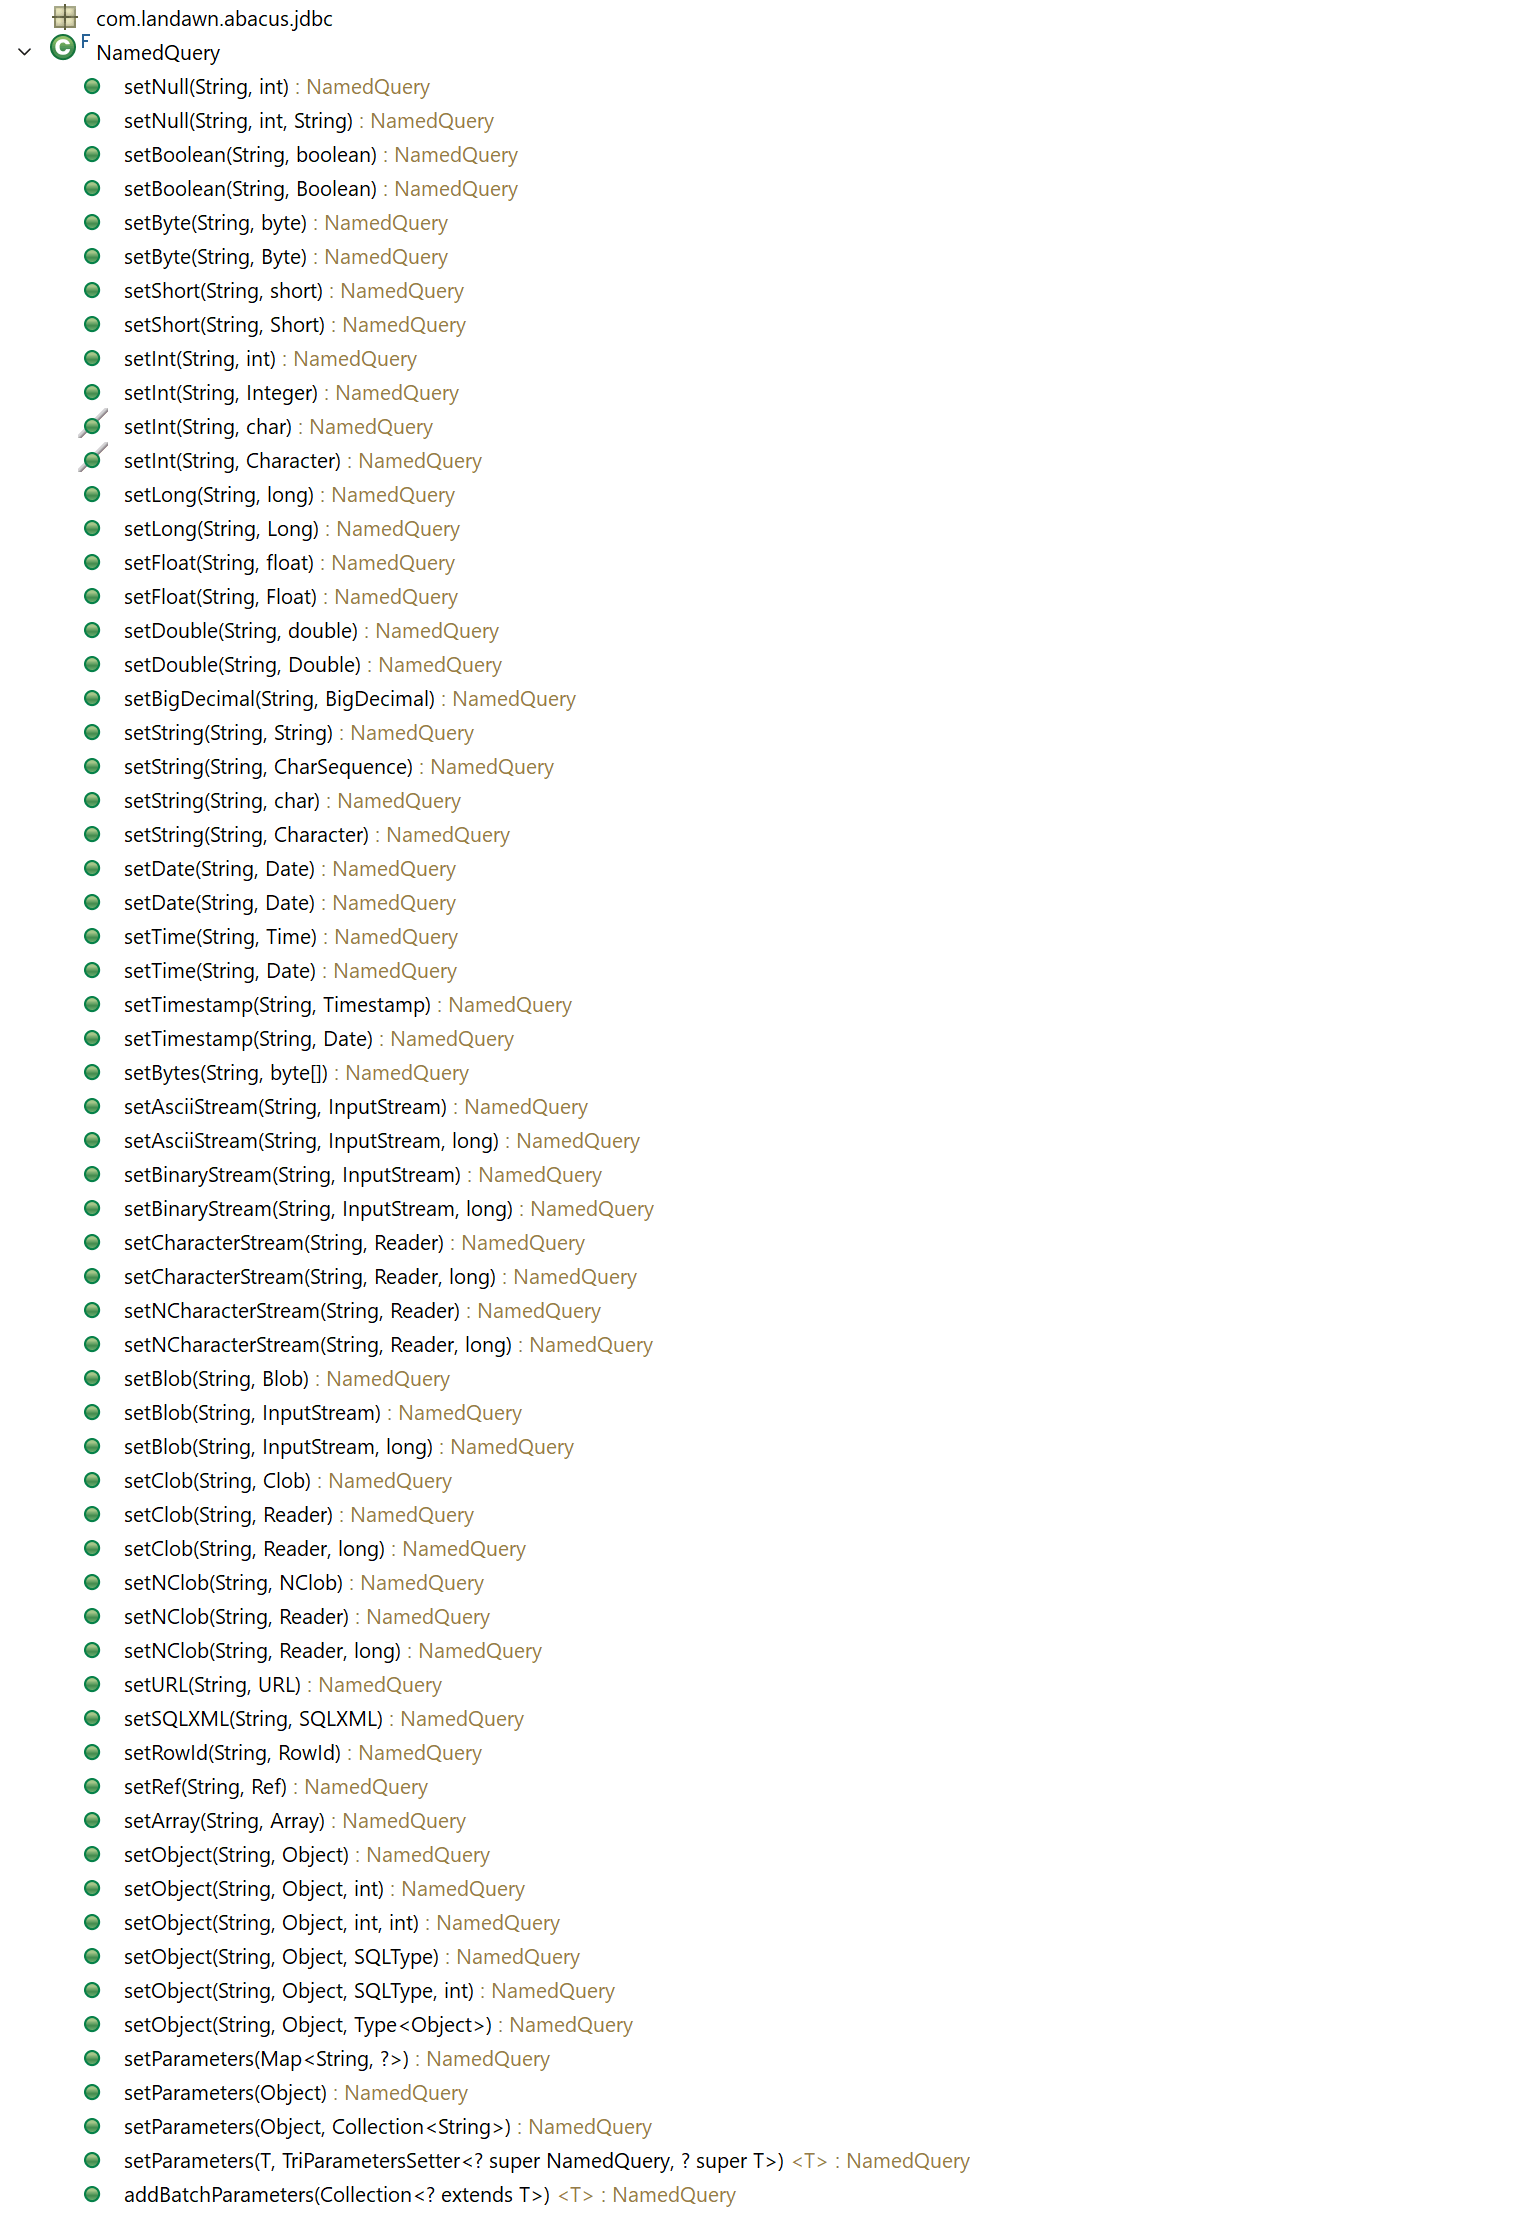 com.landawn.abacus.jdbc
NamedQuery
setNull(String, int) : NamedQuery
setNull(String, int, String) : NamedQuery
setBoolean(String, boolean) : NamedQuery
setBoolean(String, Boolean) : NamedQuery
setByte(String, byte) : NamedQuery
setByte(String, Byte) : NamedQuery
setShort(String, short) : NamedQuery
setShort(String, Short) : NamedQuery
setInt(String, int) : NamedQuery
setInt(String, Integer) : NamedQuery
setInt(String, char) : NamedQuery
setInt(String, Character) : NamedQuery
setLong(String, long) : NamedQuery
setLong(String, Long) : NamedQuery
setFloat(String, float) : NamedQuery
setFloat(String, Float) : NamedQuery
setDouble(String, double) : NamedQuery
setDouble(String, Double) : NamedQuery
setBigDecimal(String, BigDecimal) : NamedQuery
setString(String, String) : NamedQuery
setString(String, CharSequence) : NamedQuery
setString(String, char) : NamedQuery
setString(String, Character) : NamedQuery
setDate(String, Date) : NamedQuery
setDate(String, Date) : NamedQuery
setTime(String, Time) : NamedQuery
setTime(String, Date) : NamedQuery
setTimestamp(String, Timestamp) : NamedQuery
setTimestamp(String, Date) : NamedQuery
setBytes(String, byte[]) : NamedQuery
setAsciiStream(String, InputStream) : NamedQuery
setAsciiStream(String, InputStream, long) : NamedQuery
setBinaryStream(String, InputStream) : NamedQuery
setBinaryStream(String, InputStream, long) : NamedQuery
setCharacterStream(String, Reader) : NamedQuery
setCharacterStream(String, Reader, long) : NamedQuery
setNCharacterStream(String, Reader) : NamedQuery
setNCharacterStream(String, Reader, long) : NamedQuery
setBlob(String, Blob) : NamedQuery
setBlob(String, InputStream) : NamedQuery
setBlob(String, InputStream, long) : NamedQuery
setClob(String, Clob) : NamedQuery
setClob(String, Reader) : NamedQuery
setClob(String, Reader, long) : NamedQuery
setNClob(String, NClob) : NamedQuery
setNClob(String, Reader) : NamedQuery
setNClob(String, Reader, long) : NamedQuery
setURL(String, URL) : NamedQuery
setSQLXML(String, SQLXML) : NamedQuery
setRowId(String, RowId) : NamedQuery
setRef(String, Ref) : NamedQuery
setArray(String, Array) : NamedQuery
setObject(String, Object) : NamedQuery
setObject(String, Object, int) : NamedQuery
setObject(String, Object, int, int) : NamedQuery
setObject(String, Object, SQLType) : NamedQuery
setObject(String, Object, SQLType, int) : NamedQuery
setObject(String, Object, Type<Object>) : NamedQuery
setParameters(Map<String, ?>) : NamedQuery
setParameters(Object) : NamedQuery
setParameters(Object, Collection<String>) : NamedQuery
setParameters(T, TriParametersSetter<? super NamedQuery, ? super T>) <T> : NamedQuery
addBatchParameters(Collection<? extends T>) <T> : NamedQuery